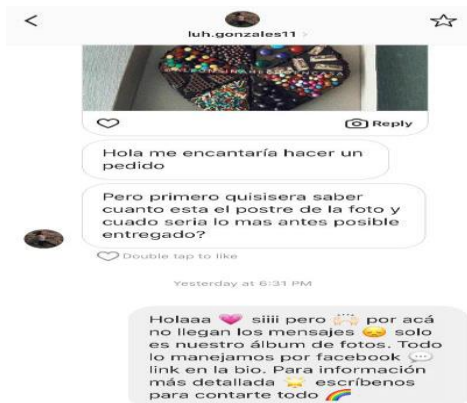 luh.gonzales11
Reply
Hola me encantaría hacer un
pedido
Pero primero quisisera saber
cuanto esta el postre de la foto y
cuado seria lo mas antes posible
entregado?
Double tap to like
Yesterday at 6:31 PM
Holaaa 💗 siiii pero 🙌🏻 por acá
no llegan los mensajes 😞 solo
es nuestro álbum de fotos. Todo
lo manejamos por facebook 💬
link en la bio. Para información
más detallada 🌟 escríbenos
para contarte todo 🌈